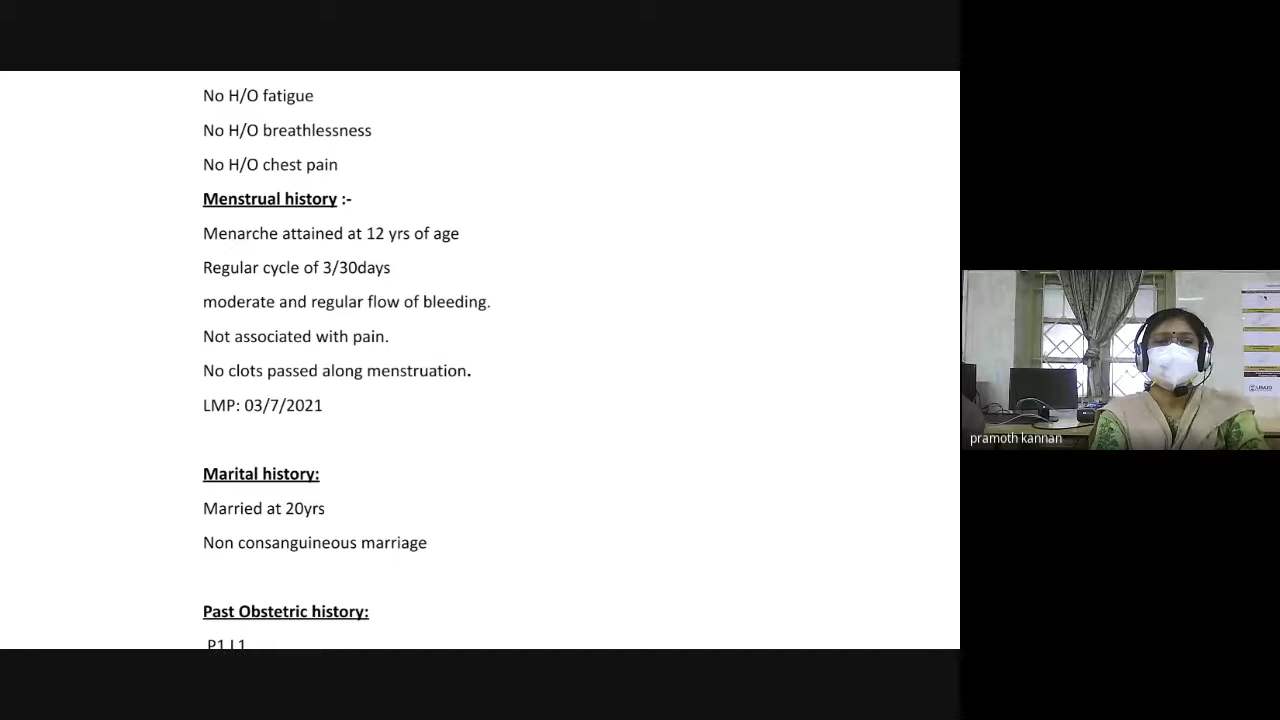 No H/O fatigue
No H/O breathlessness
No H/O chest pain
Menstrual history :-
Menarche attained at 12 yrs of age
Regular cycle of 3/30days
moderate and regular flow of bleeding.
Not associated with pain.
No clots passed along menstruation.
LMP: 03/7/2021
Marital history:
Married at 20yrs
Non consanguineous marriage
Past Obstetric history:
P1 L1
pramoth kannan